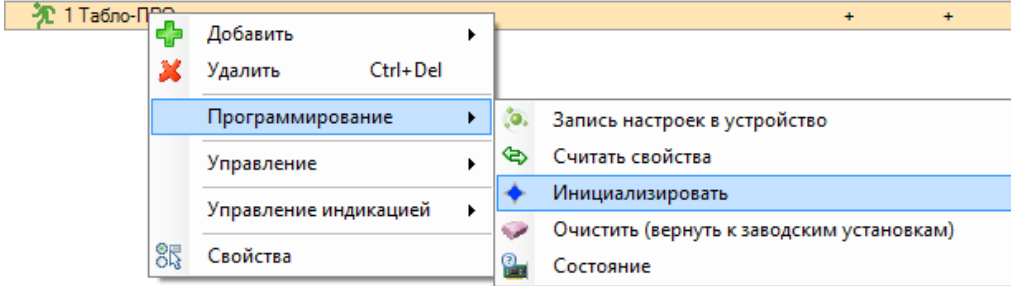 1 Табло-ПРО + +
Добавить
Удалить Ctrl+Del
Программирование
Управление
Управление индикацией
Свойства
Запись настроек в устройство
Считать свойства
Инициализировать
Очистить (вернуть к заводским установкам)
Состояние